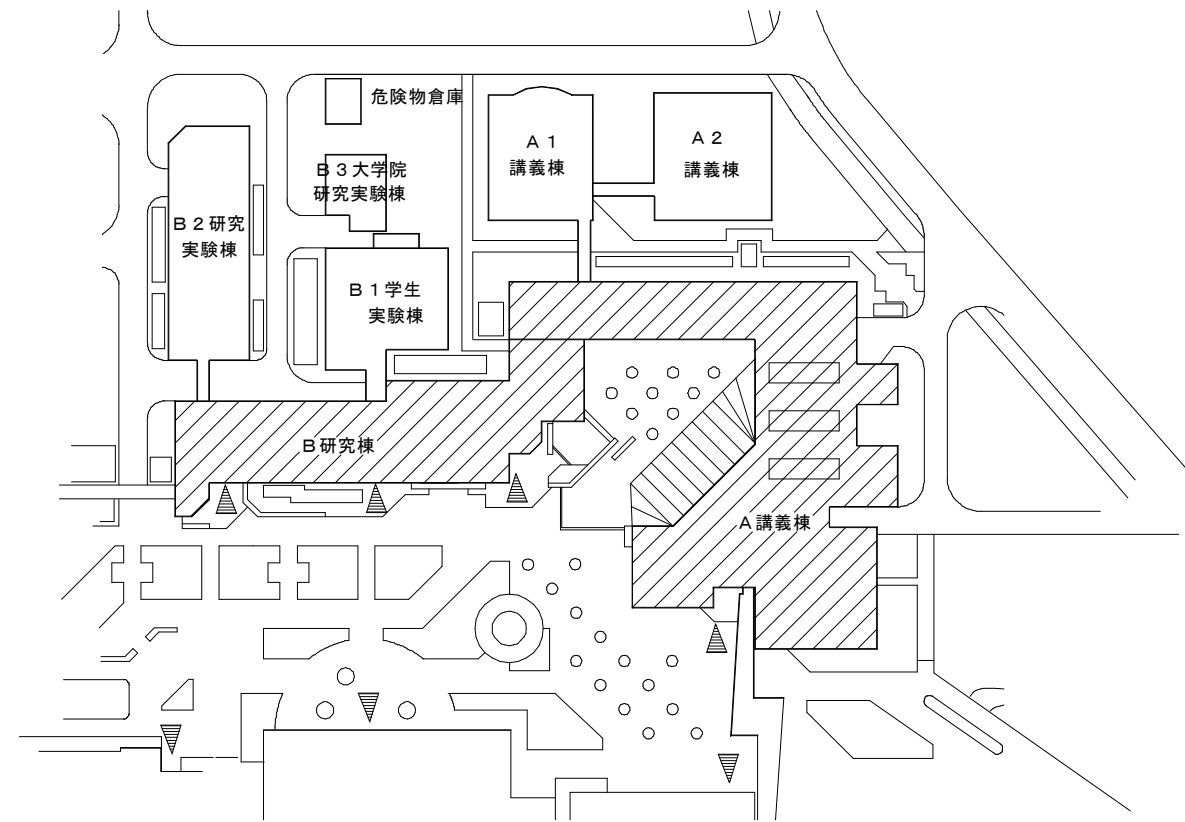 危険物倉庫
Ａ１
講義棟
Ａ２
講義棟
Ｂ３大学院
研究実験棟
Ｂ２研究
実験棟
Ｂ１学生
実験棟
Ｂ研究棟
Ａ講義棟